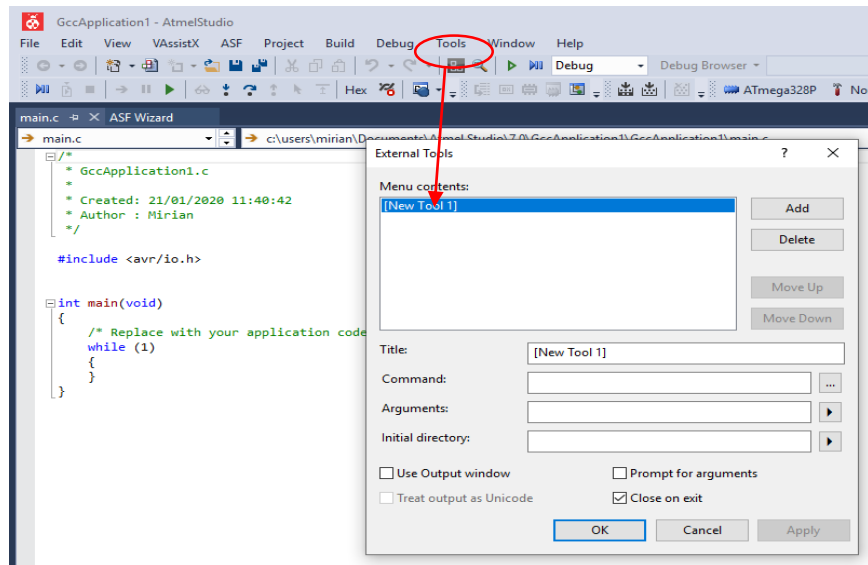 GccApplication1 - AtmelStudio
File Edit View VAssistX ASF Project Build Debug Tools Window Help
Debug Debug Browser
Hex ATmega328P No
main.c ASF Wizard
main.c c:\users\mirian\Documents\Atmel Studio\7.0\GccApplication1\GccApplication1\main.c
/*
* GccApplication1.c
*
* Created: 21/01/2020 11:40:42
* Author : Mirian
*/
#include <avr/io.h>
int main(void)
{
/* Replace with your application code
while (1)
{
}
}
External Tools ?
Menu contents:
[New Tool 1]
Add
Delete
Move Up
Move Down
Title: [New Tool 1]
Command: ...
Arguments:
Initial directory:
Use Output window Prompt for arguments
Treat output as Unicode Close on exit
OK Cancel Apply